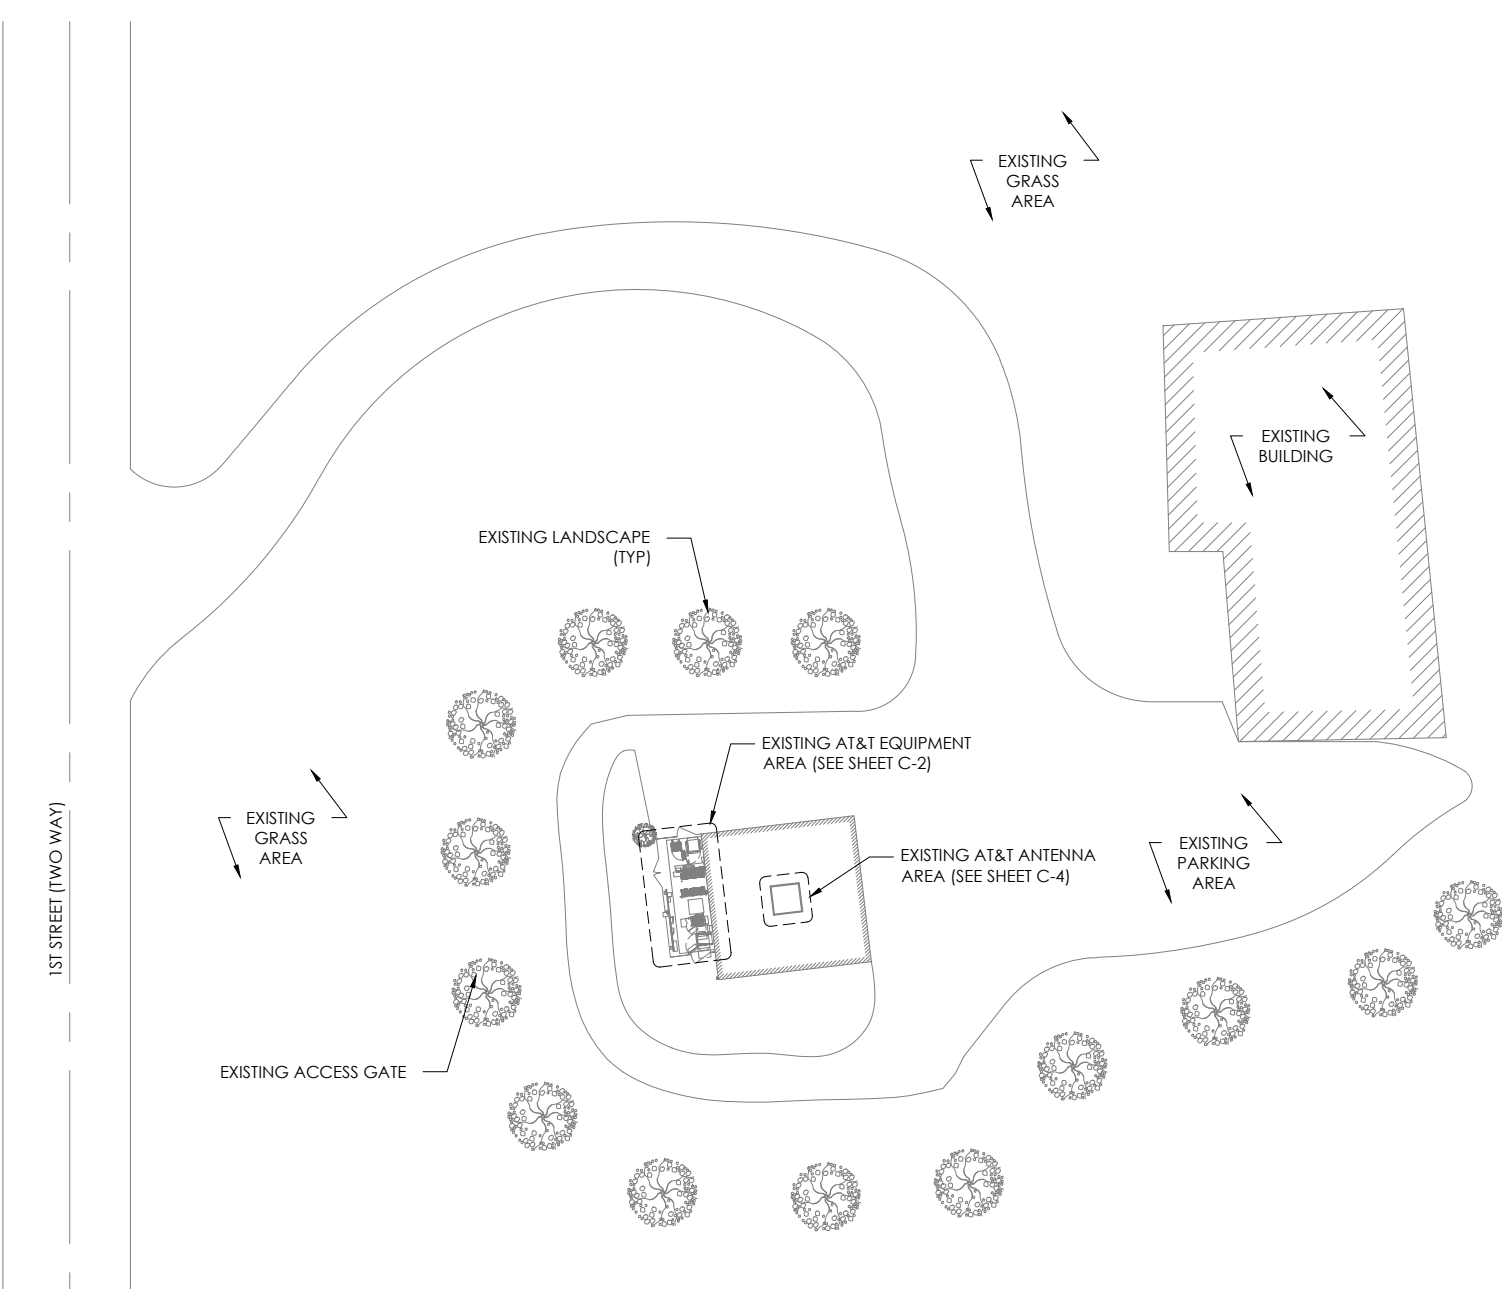 EXISTING
GRASS
AREA
EXISTING
BUILDING
EXISTING LANDSCAPE
(TYP)
EXISTING AT&T EQUIPMENT
AREA (SEE SHEET C-2)
EXISTING
GRASS
AREA
EXISTING AT&T ANTENNA
AREA (SEE SHEET C-4)
EXISTING
PARKING
AREA
1ST STREET (TWO WAY)
EXISTING ACCESS GATE